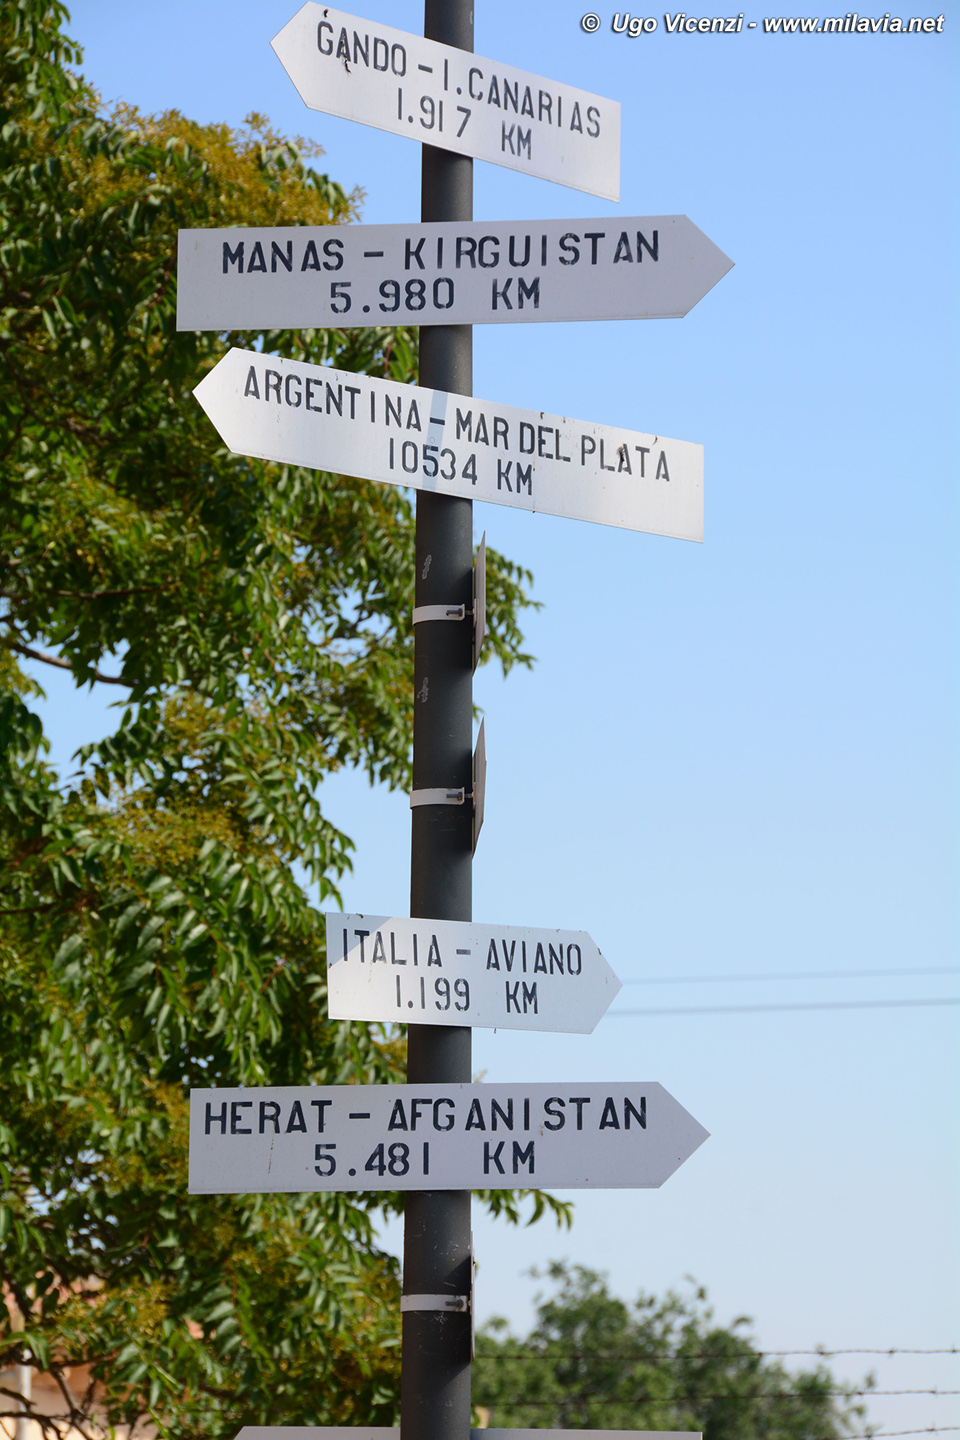 © Ugo Vicenzi - www.milavia.net
GANDO - I. CANARIAS
1.917 KM
MANAS - KIRGUISTAN
5.980 KM
ARGENTINA - MAR DEL PLATA
10534 KM
ITALIA - AVIANO
1.199 KM
HERAT - AFGANISTAN
5.481 KM